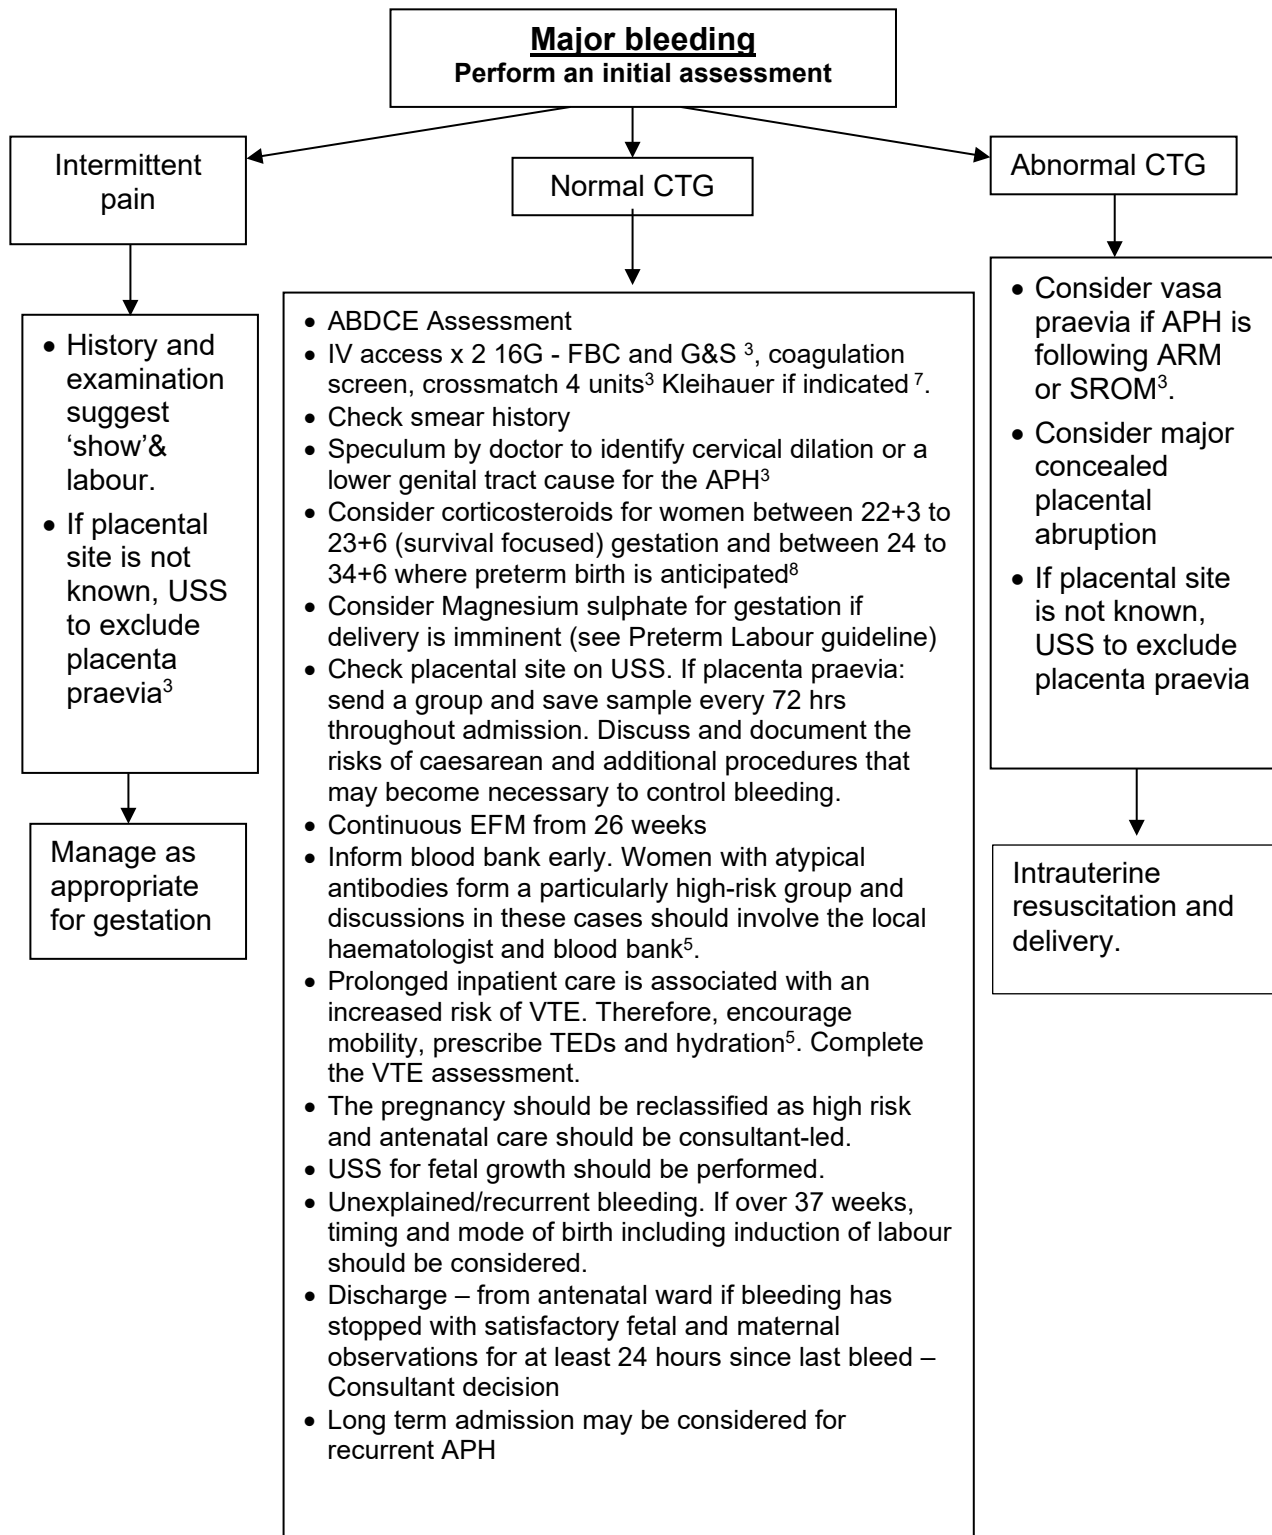 Major bleeding
Perform an initial assessment
Intermittent
pain
Normal CTG
Abnormal CTG
• History and
examination
suggest
‘show’&
labour.
• If placental
site is not
known, USS
to exclude
placenta
praevia³
Manage as
appropriate
for gestation
• ABDCE Assessment
• IV access x 2 16G - FBC and G&S ³, coagulation
screen, crossmatch 4 units³ Kleihauer if indicated ⁷.
• Check smear history
• Speculum by doctor to identify cervical dilation or a
lower genital tract cause for the APH³
• Consider corticosteroids for women between 22+3 to
23+6 (survival focused) gestation and between 24 to
34+6 where preterm birth is anticipated⁸
• Consider Magnesium sulphate for gestation if
delivery is imminent (see Preterm Labour guideline)
• Check placental site on USS. If placenta praevia:
send a group and save sample every 72 hrs
throughout admission. Discuss and document the
risks of caesarean and additional procedures that
may become necessary to control bleeding.
• Continuous EFM from 26 weeks
• Inform blood bank early. Women with atypical
antibodies form a particularly high-risk group and
discussions in these cases should involve the local
haematologist and blood bank⁵.
• Prolonged inpatient care is associated with an
increased risk of VTE. Therefore, encourage
mobility, prescribe TEDs and hydration⁵. Complete
the VTE assessment.
• The pregnancy should be reclassified as high risk
and antenatal care should be consultant-led.
• USS for fetal growth should be performed.
• Unexplained/recurrent bleeding. If over 37 weeks,
timing and mode of birth including induction of labour
should be considered.
• Discharge – from antenatal ward if bleeding has
stopped with satisfactory fetal and maternal
observations for at least 24 hours since last bleed –
Consultant decision
• Long term admission may be considered for
recurrent APH
• Consider vasa
praevia if APH is
following ARM
or SROM³.
• Consider major
concealed
placental
abruption
• If placental site
is not known,
USS to exclude
placenta praevia
Intrauterine
resuscitation and
delivery.